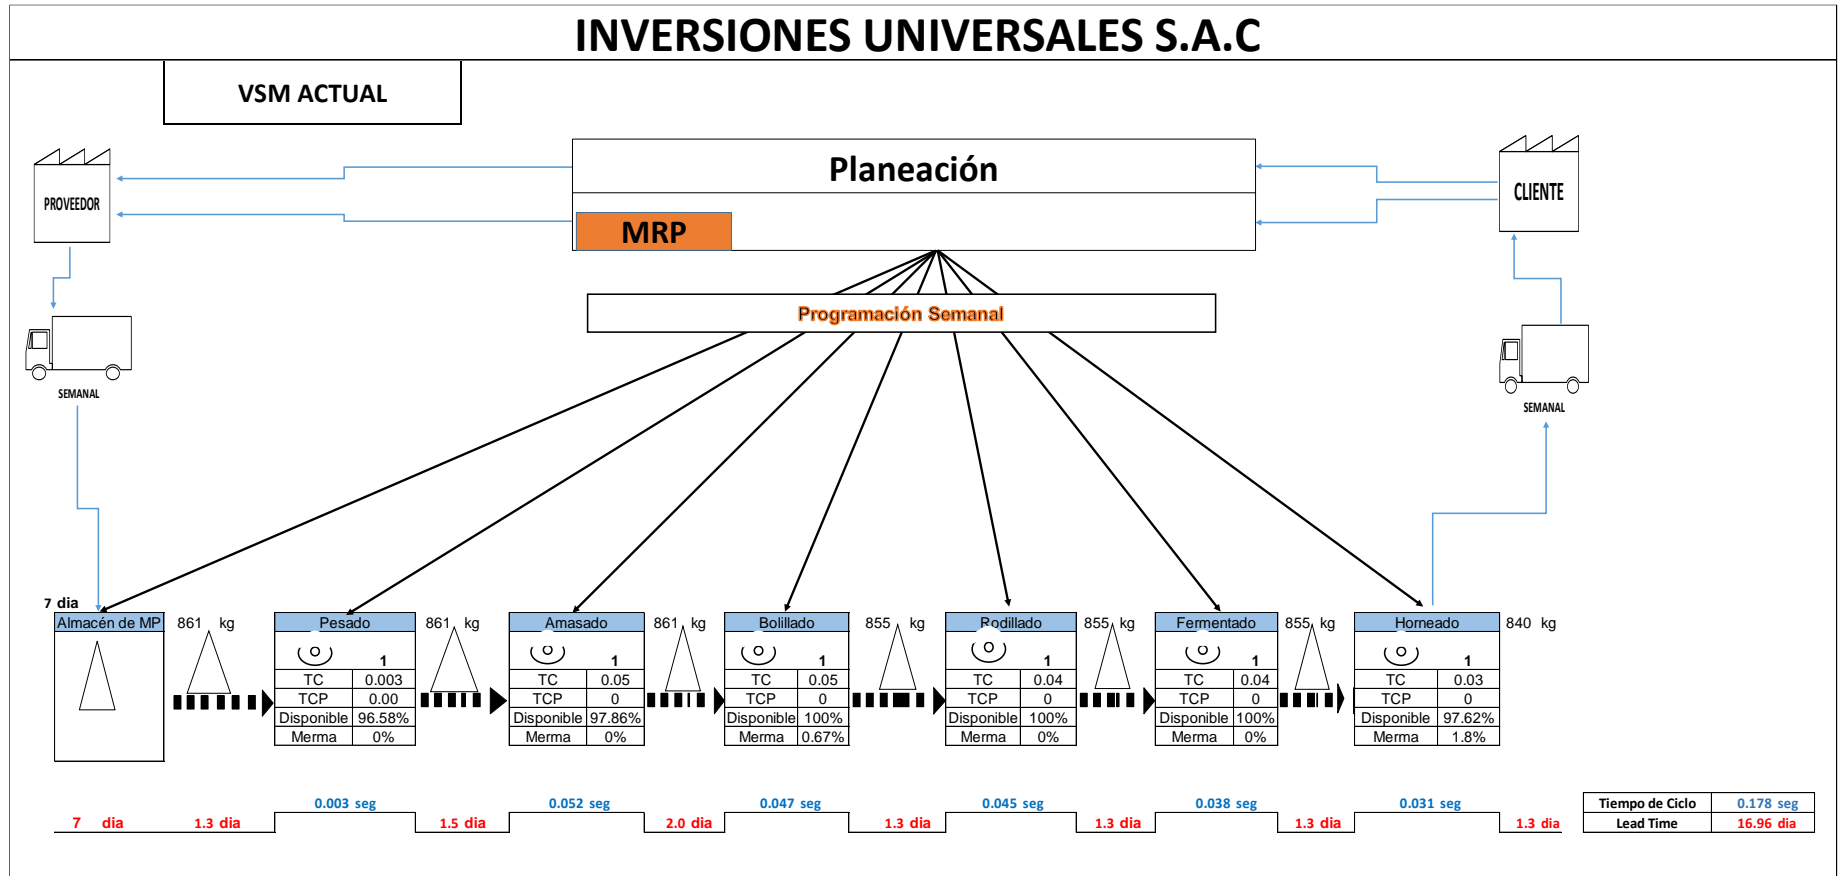 INVERSIONES UNIVERSALES S.A.C
VSM ACTUAL
Planeación
MRP
PROVEEDOR
CLIENTE
Programación Semanal
SEMANAL
SEMANAL
7 dia
Almacén de MP
861 kg
Pesado
1
TC 0.003
TCP 0.00
Disponible 96.58%
Merma 0%
861 kg
Amasado
1
TC 0.05
TCP 0
Disponible 97.86%
Merma 0%
861 kg
Bolillado
1
TC 0.05
TCP 0
Disponible 100%
Merma 0.67%
855 kg
Rodillado
1
TC 0.04
TCP 0
Disponible 100%
Merma 0%
855 kg
Fermentado
1
TC 0.04
TCP 0
Disponible 100%
Merma 0%
855 kg
Horneado
1
TC 0.03
TCP 0
Disponible 97.62%
Merma 1.8%
840 kg
0.003 seg 0.052 seg 0.047 seg 0.045 seg 0.038 seg 0.031 seg
7 dia 1.3 dia 1.5 dia 2.0 dia 1.3 dia 1.3 dia 1.3 dia 1.3 dia
Tiempo de Ciclo 0.178 seg
Lead Time 16.96 dia